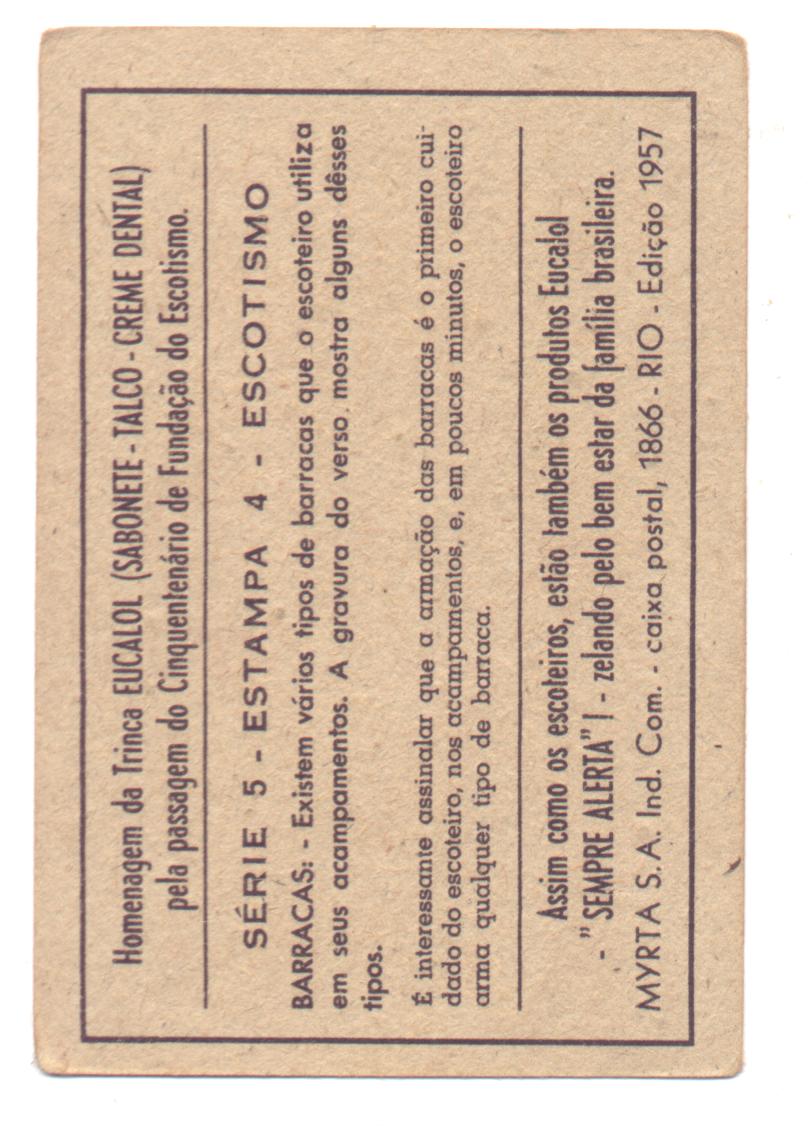 Homenagem da Trinca EUCALOL (SABONETE - TALCO - CREME DENTAL)
pela passagem do Cinquentenário de Fundação do Escotismo.
SÉRIE 5 - ESTAMPA 4 - ESCOTISMO
BARRACAS: - Existem vários tipos de barracas que o escoteiro utiliza
em seus acampamentos. A gravura do verso mostra alguns dêsses
tipos.
É interessante assinalar que a armação das barracas é o primeiro cui-
dado do escoteiro, nos acampamentos, e, em poucos minutos, o escoteiro
arma qualquer tipo de barraca.
Assim como os escoteiros, estão também os produtos Eucalol
- "SEMPRE ALERTA" ! - zelando pelo bem estar da família brasileira.
MYRTA S. A. Ind. Com. - caixa postal, 1866 - RIO - Edição 1957